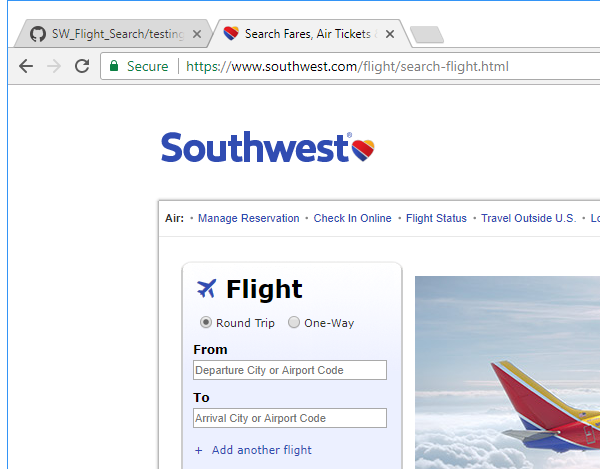 SW_Flight_Search/testing
Search Fares, Air Tickets
Secure https://www.southwest.com/flight/search-flight.html
Southwest®
Air: • Manage Reservation • Check In Online • Flight Status • Travel Outside U.S. • Lo
Flight
Round Trip One-Way
From
Departure City or Airport Code
To
Arrival City or Airport Code
+ Add another flight